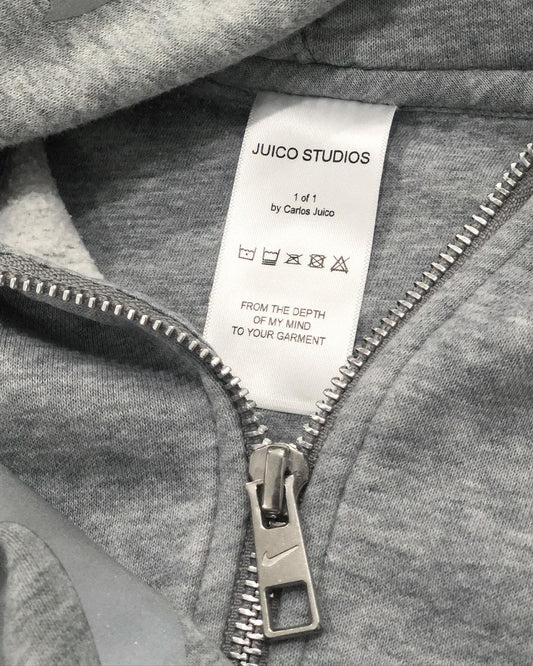 JUICO STUDIOS
1 of 1
by Carlos Juico
FROM THE DEPTH
OF MY MIND
TO YOUR GARMENT